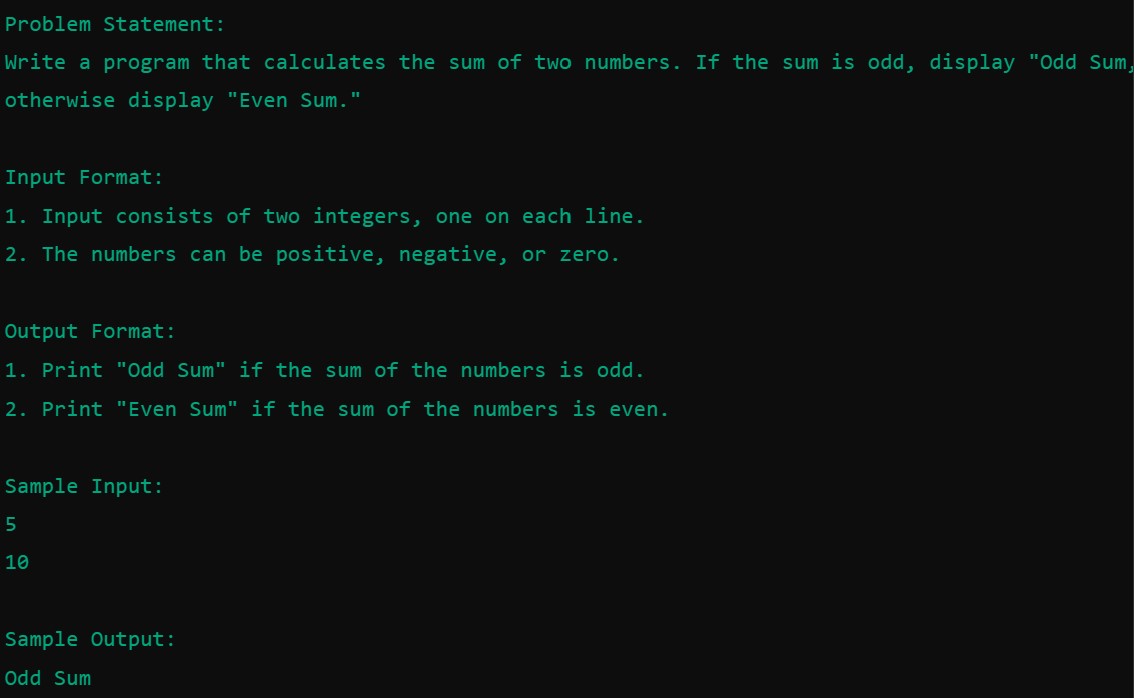 Problem Statement:
Write a program that calculates the sum of two numbers. If the sum is odd, display "Odd Sum,
otherwise display "Even Sum."
Input Format:
1. Input consists of two integers, one on each line.
2. The numbers can be positive, negative, or zero.
Output Format:
1. Print "Odd Sum" if the sum of the numbers is odd.
2. Print "Even Sum" if the sum of the numbers is even.
Sample Input:
5
10
Sample Output:
Odd Sum